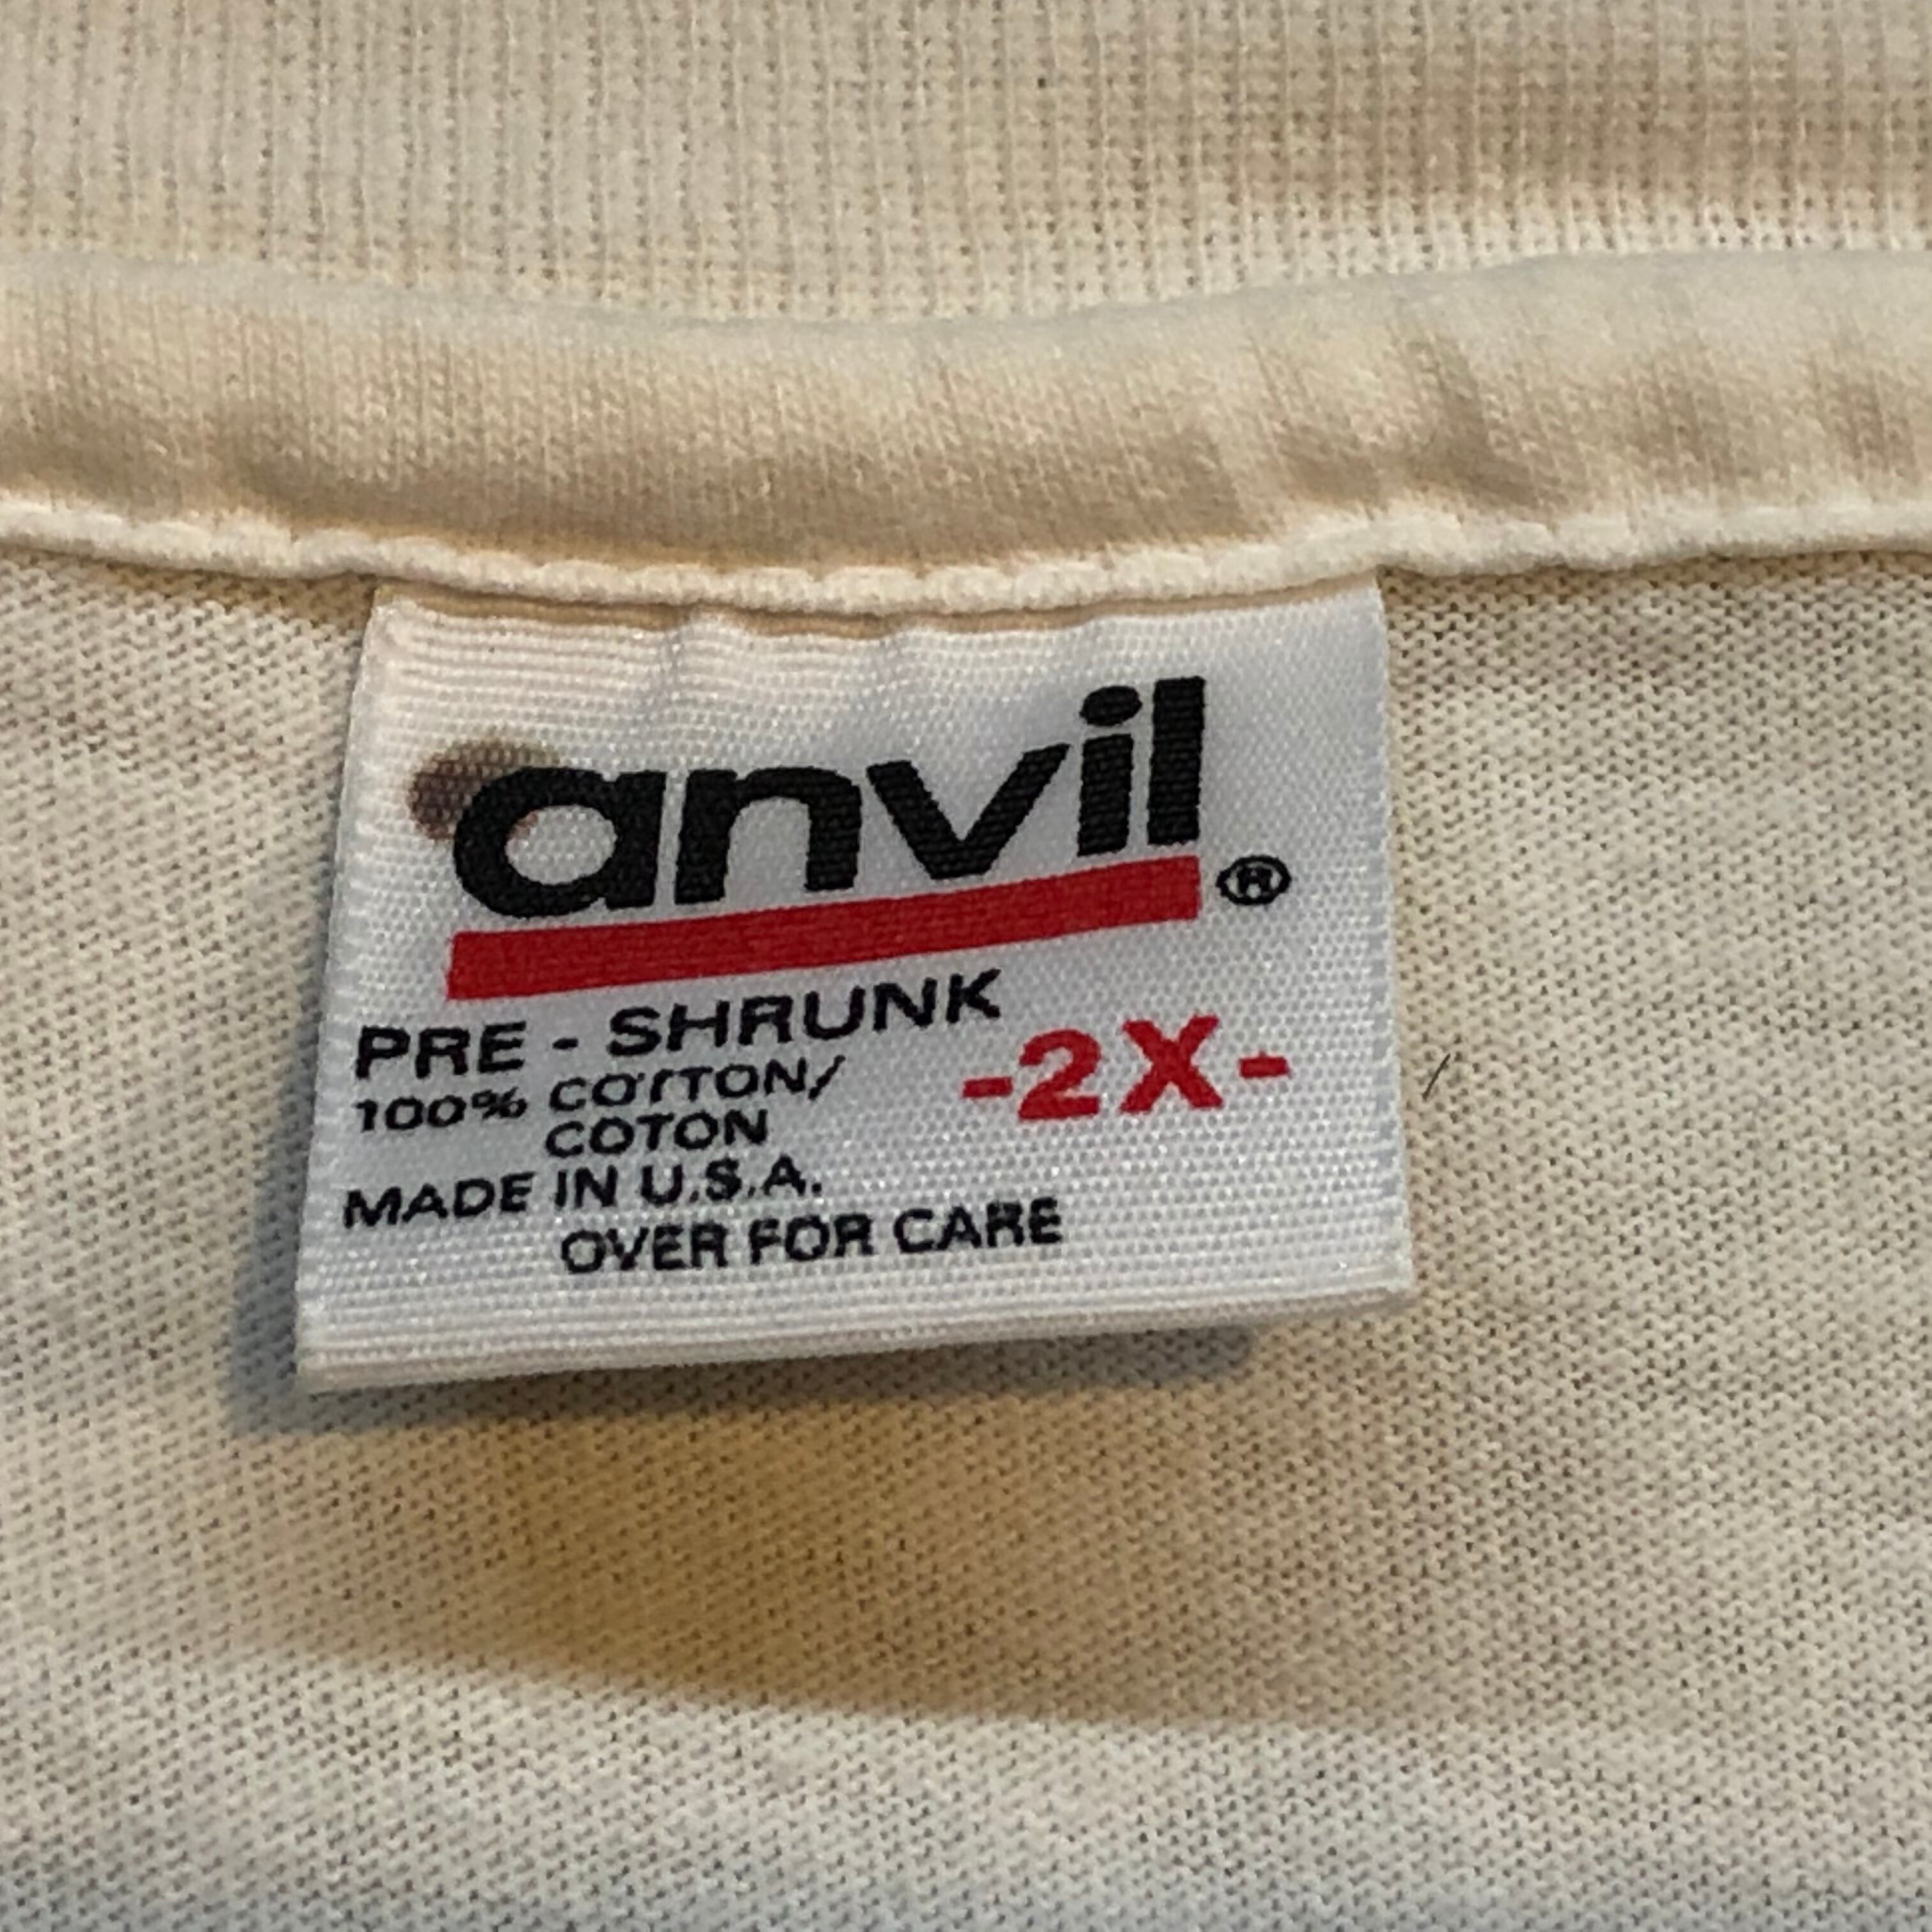 anvil®
PRE - SHRUNK
100% COTTON/
COTON
-2X-
MADE IN U.S.A.
OVER FOR CARE